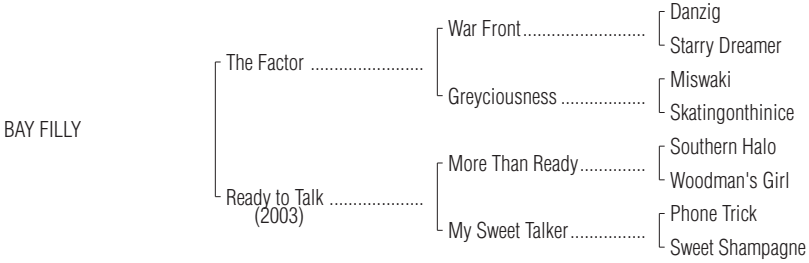 Danzig
War Front..........................
Starry Dreamer
The Factor ........................
Miswaki
Greyciousness ..................
Skatingonthinice
BAY FILLY
Southern Halo
More Than Ready..............
Woodman's Girl
Ready to Talk ....................
(2003)
Phone Trick
My Sweet Talker................
Sweet Shampagne